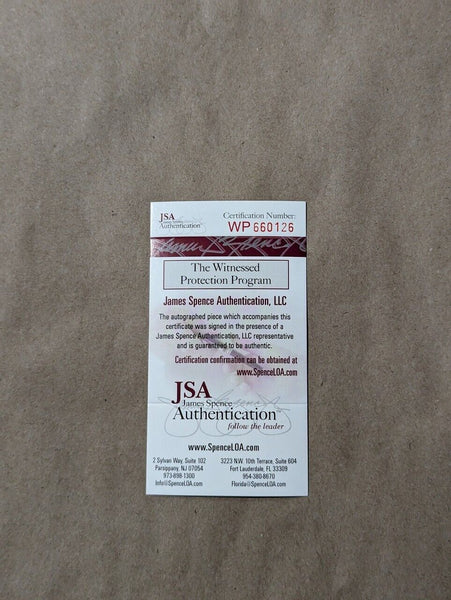 JSA
Authentication™
Certification Number:
WP 660126
The Witnessed
Protection Program
James Spence Authentication, LLC
The autographed piece which accompanies this
certificate was signed in the presence of a
James Spence Authentication, LLC representative
and is guaranteed to be authentic.
Certification confirmation can be obtained at
www.SpenceLOA.com
JSA
James Spence
Authentication™
follow the leader
www.SpenceLOA.com
2 Sylvan Way, Suite 102
Parsippany, NJ 07054
973-898-1300
Info@SpenceLOA.com
3223 N.W. 10th Terrace, Suite 604
Fort Lauderdale, FL 33309
954-380-8670
Florida@SpenceLOA.com